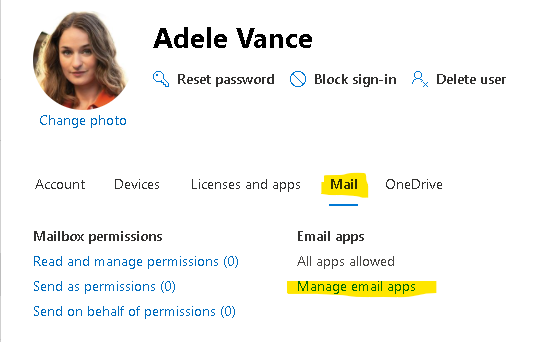 Adele Vance
Reset password Block sign-in Delete user
Change photo
Account Devices Licenses and apps Mail OneDrive
Mailbox permissions Email apps
Read and manage permissions (0) All apps allowed
Send as permissions (0) Manage email apps
Send on behalf of permissions (0)